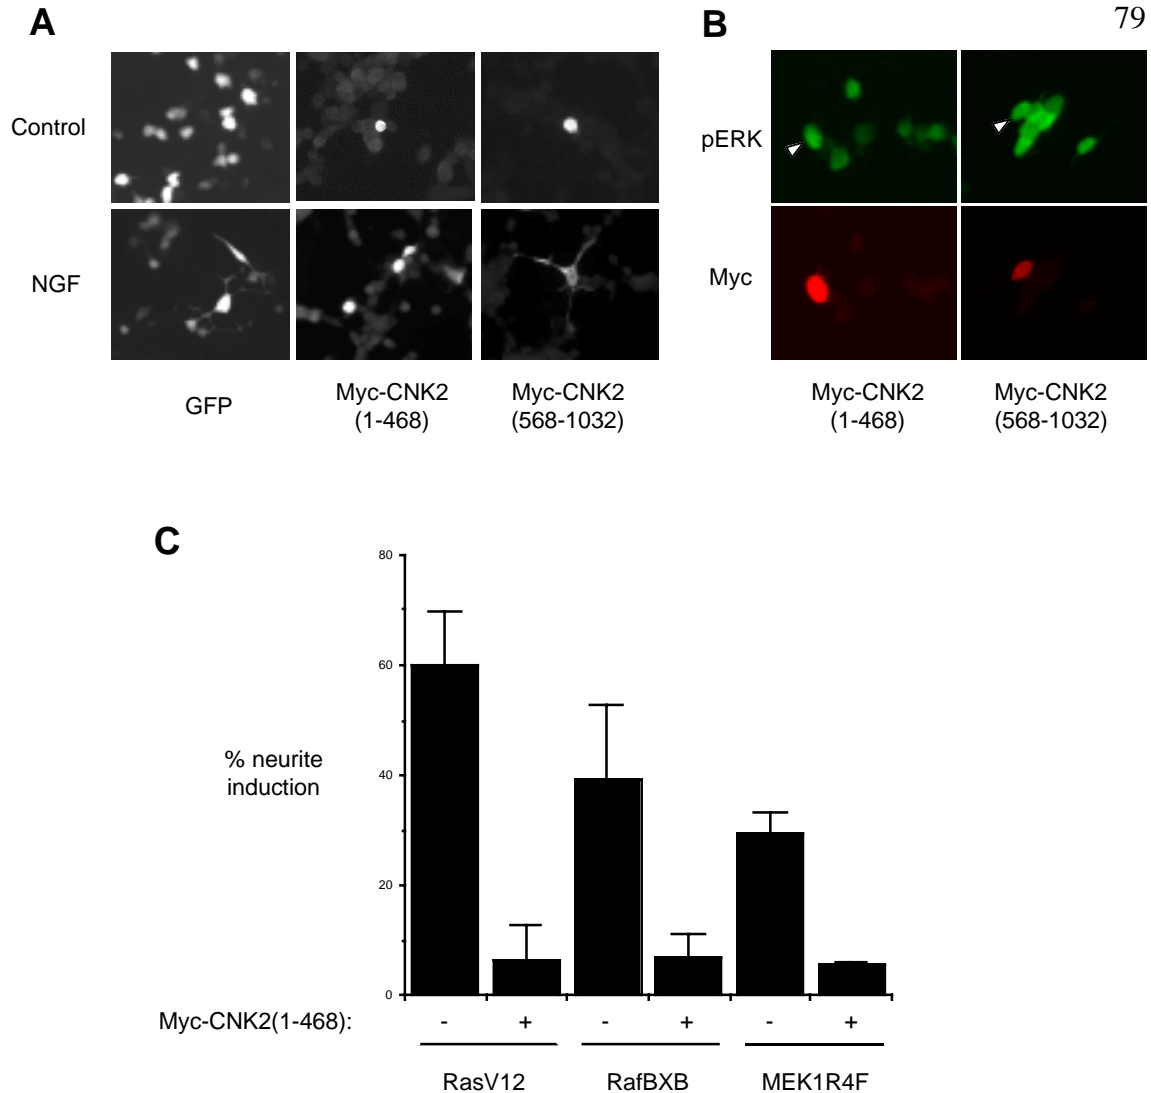 79
A
B
Control
NGF
GFP
Myc-CNK2
(1-468)
Myc-CNK2
(568-1032)
pERK
Myc
Myc-CNK2
(1-468)
Myc-CNK2
(568-1032)
C
% neurite
induction
80
60
40
20
0
Myc-CNK2(1-468):
- + - + - +
RasV12 RafBXB MEK1R4F